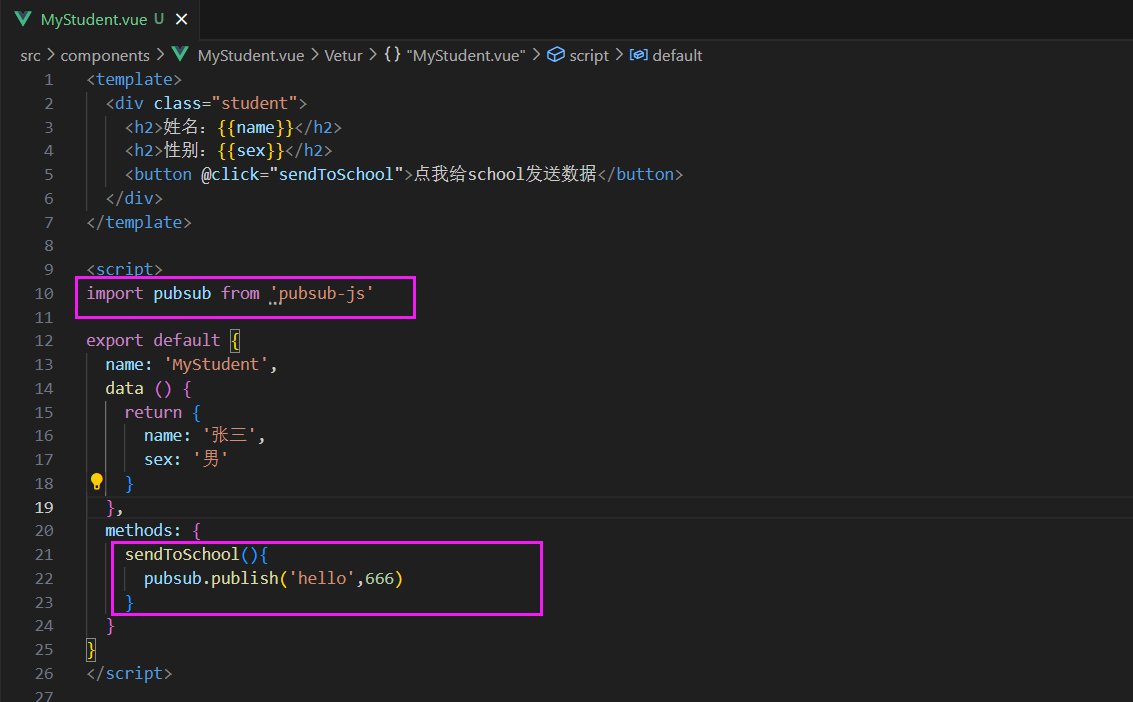 MyStudent.vue U ×
src > components > MyStudent.vue > Vetur > {} "MyStudent.vue" > script > default
1 <template>
2   <div class="student">
3     <h2>姓名：{{name}}</h2>
4     <h2>性别：{{sex}}</h2>
5     <button @click="sendToSchool">点我给school发送数据</button>
6   </div>
7 </template>
8
9 <script>
10 import pubsub from 'pubsub-js'
11
12 export default {
13   name: 'MyStudent',
14   data () {
15     return {
16       name: '张三',
17       sex: '男'
18     }
19   },
20   methods: {
21     sendToSchool(){
22       pubsub.publish('hello',666)
23     }
24   }
25 }
26 </script>
27